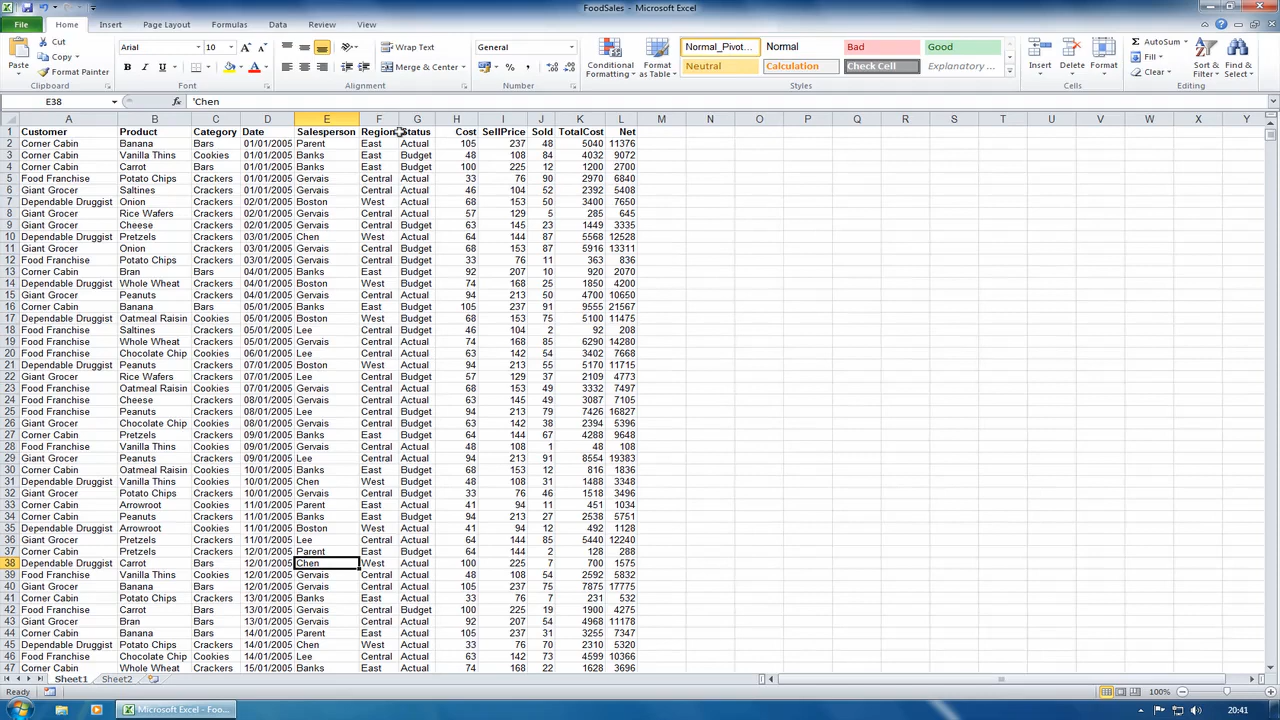 FoodSales - Microsoft Excel
File Home Insert Page Layout Formulas Data Review View
Paste Cut Copy Formatting
Clipboard
Arial 10
Font
Wrap Text
Merge & Center
Alignment
General
Number
Conditional Formatting Format as Table
Normal_Pivot... Normal Bad Good
Neutral Calculation Check Cell Explanatory ...
Styles
Insert Delete Format
Cells
AutoSum
Fill
Clear
Sort & Filter Find & Select
Editing
E38 'Chen
A B C D E F G H I J K L M N O P Q R S T U V W X Y
1 Customer Product Category Date Salesperson Region Status Cost SellPrice Sold TotalCost Net
2 Corner Cabin Banana Bars 01/01/2005 Parent East Actual 105 237 48 5040 11376
3 Corner Cabin Vanilla Thins Cookies 01/01/2005 Banks East Budget 48 108 84 4032 9072
4 Corner Cabin Carrot Bars 01/01/2005 Banks East Budget 100 225 12 1200 2700
5 Food Franchise Potato Chips Crackers 01/01/2005 Gervais Central Actual 33 76 90 2970 6840
6 Giant Grocer Saltines Crackers 01/01/2005 Gervais Central Actual 46 104 52 2392 5408
7 Dependable Druggist Onion Crackers 02/01/2005 Boston West Actual 68 153 50 3400 7650
8 Giant Grocer Rice Wafers Crackers 02/01/2005 Gervais Central Actual 57 129 5 285 645
9 Giant Grocer Cheese Crackers 02/01/2005 Gervais Central Budget 63 145 23 1449 3335
10 Dependable Druggist Pretzels Crackers 03/01/2005 Chen West Actual 64 144 87 5568 12528
11 Giant Grocer Onion Crackers 03/01/2005 Gervais Central Budget 68 153 87 5916 13311
12 Food Franchise Potato Chips Crackers 03/01/2005 Gervais Central Budget 33 76 11 363 836
13 Corner Cabin Bran Bars 04/01/2005 Banks East Budget 92 207 10 920 2070
14 Dependable Druggist Whole Wheat Crackers 04/01/2005 Boston West Budget 74 168 25 1850 4200
15 Giant Grocer Peanuts Crackers 04/01/2005 Gervais Central Actual 94 213 50 4700 10650
16 Corner Cabin Banana Bars 05/01/2005 Banks East Budget 105 237 91 9555 21567
17 Dependable Druggist Oatmeal Raisin Cookies 05/01/2005 Boston West Budget 68 153 75 5100 11475
18 Food Franchise Saltines Crackers 05/01/2005 Lee Central Actual 46 104 2 92 208
19 Food Franchise Whole Wheat Crackers 05/01/2005 Gervais Central Actual 74 168 85 6290 14280
20 Food Franchise Chocolate Chip Cookies 06/01/2005 Lee Central Actual 63 142 54 3402 7668
21 Dependable Druggist Peanuts Crackers 07/01/2005 Boston West Actual 94 213 55 5170 11715
22 Giant Grocer Rice Wafers Crackers 07/01/2005 Lee Central Actual 57 129 37 2109 4773
23 Food Franchise Oatmeal Raisin Cookies 07/01/2005 Gervais Central Actual 68 153 49 3332 7497
24 Food Franchise Cheese Crackers 08/01/2005 Gervais Central Actual 63 145 49 3087 7105
25 Food Franchise Peanuts Crackers 08/01/2005 Lee Central Actual 94 213 79 7426 16827
26 Giant Grocer Chocolate Chip Cookies 08/01/2005 Gervais Central Budget 63 142 38 2394 5396
27 Corner Cabin Pretzels Crackers 09/01/2005 Banks East Budget 64 144 67 4288 9648
28 Food Franchise Vanilla Thins Cookies 09/01/2005 Gervais Central Actual 48 108 1 48 108
29 Giant Grocer Peanuts Crackers 09/01/2005 Lee Central Actual 94 213 91 8554 19383
30 Corner Cabin Oatmeal Raisin Cookies 10/01/2005 Banks East Budget 68 153 12 816 1836
31 Dependable Druggist Vanilla Thins Cookies 10/01/2005 Chen West Budget 48 108 31 1488 3348
32 Giant Grocer Potato Chips Crackers 10/01/2005 Gervais Central Budget 33 76 46 1518 3496
33 Corner Cabin Arrowroot Cookies 11/01/2005 Parent East Actual 41 94 11 451 1034
34 Corner Cabin Peanuts Crackers 11/01/2005 Banks East Budget 94 213 27 2538 5751
35 Dependable Druggist Arrowroot Cookies 11/01/2005 Boston West Actual 41 94 12 492 1128
36 Giant Grocer Pretzels Crackers 11/01/2005 Lee Central Actual 64 144 85 5440 12240
37 Corner Cabin Pretzels Crackers 12/01/2005 Parent East Budget 64 144 2 128 288
38 Dependable Druggist Carrot Bars 12/01/2005 Chen West Actual 100 225 7 700 1575
39 Food Franchise Vanilla Thins Cookies 12/01/2005 Gervais Central Actual 48 108 54 2592 5832
40 Giant Grocer Banana Bars 12/01/2005 Gervais Central Actual 105 237 75 7875 17775
41 Corner Cabin Potato Chips Crackers 13/01/2005 Banks East Actual 33 76 7 231 532
42 Food Franchise Carrot Bars 13/01/2005 Gervais Central Budget 100 225 19 1900 4275
43 Giant Grocer Bran Bars 13/01/2005 Gervais Central Actual 92 207 54 4968 11178
44 Corner Cabin Banana Bars 14/01/2005 Parent East Actual 105 237 31 3255 7347
45 Dependable Druggist Potato Chips Crackers 14/01/2005 Chen West Actual 33 76 70 2310 5320
46 Food Franchise Chocolate Chip Cookies 14/01/2005 Lee Central Actual 63 142 73 4599 10366
47 Corner Cabin Whole Wheat Crackers 15/01/2005 Banks East Actual 74 168 22 1628 3696
Sheet1 Sheet2
Ready 100%
Microsoft Excel - Foo... 20:41